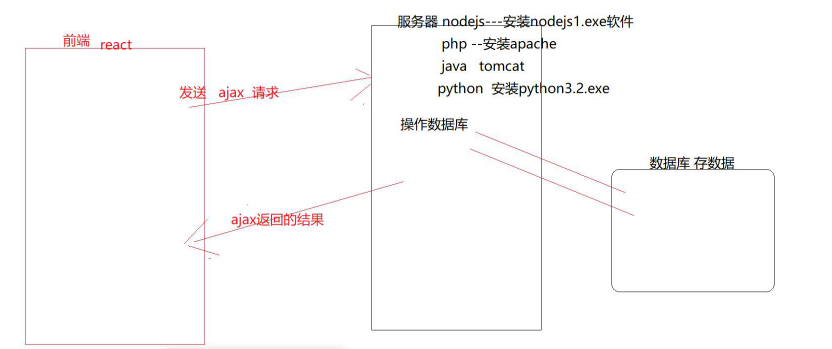 前端 react
服务器 nodejs---安装nodejs1.exe软件
php --安装apache
java tomcat
python 安装python3.2.exe
发送 ajax 请求
操作数据库
数据库 存数据
ajax返回的结果